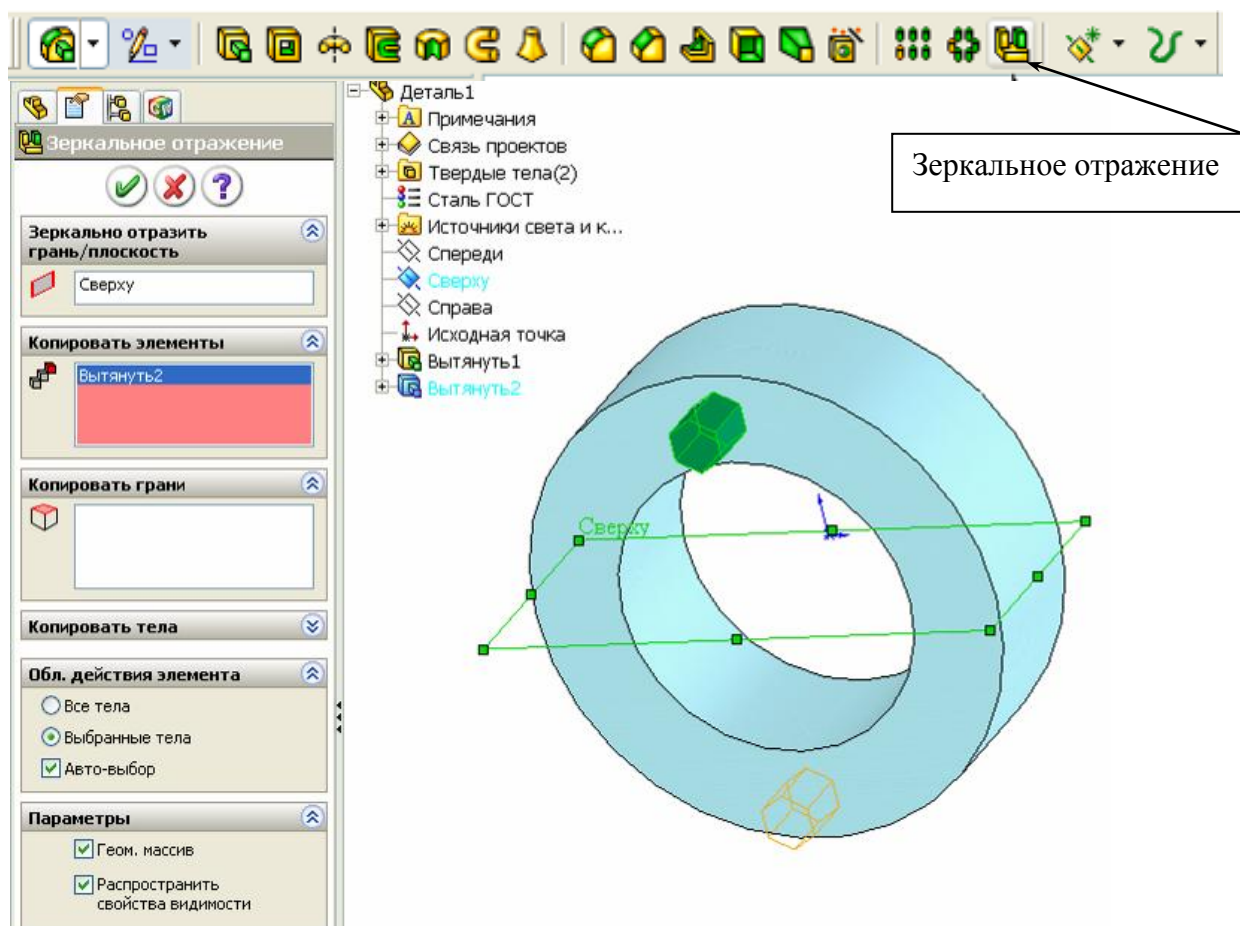 Деталь1
Примечания
Связь проектов
Твердые тела(2)
Сталь ГОСТ
Источники света и к...
Спереди
Сверху
Справа
Исходная точка
Вытянуть1
Вытянуть2
Зеркальное отражение
Зеркальное отражение
Зеркально отразить
грань/плоскость
Сверху
Копировать элементы
Вытянуть2
Копировать грани
Копировать тела
Обл. действия элемента
Все тела
Выбранные тела
Авто-выбор
Параметры
Геом. массив
Распространить
свойства видимости
Сверху